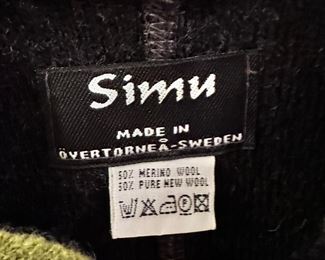 Simu
MADE IN
ÖVERTORNEÅ-SWEDEN
50% MERINO WOOL
50% PURE NEW WOOL